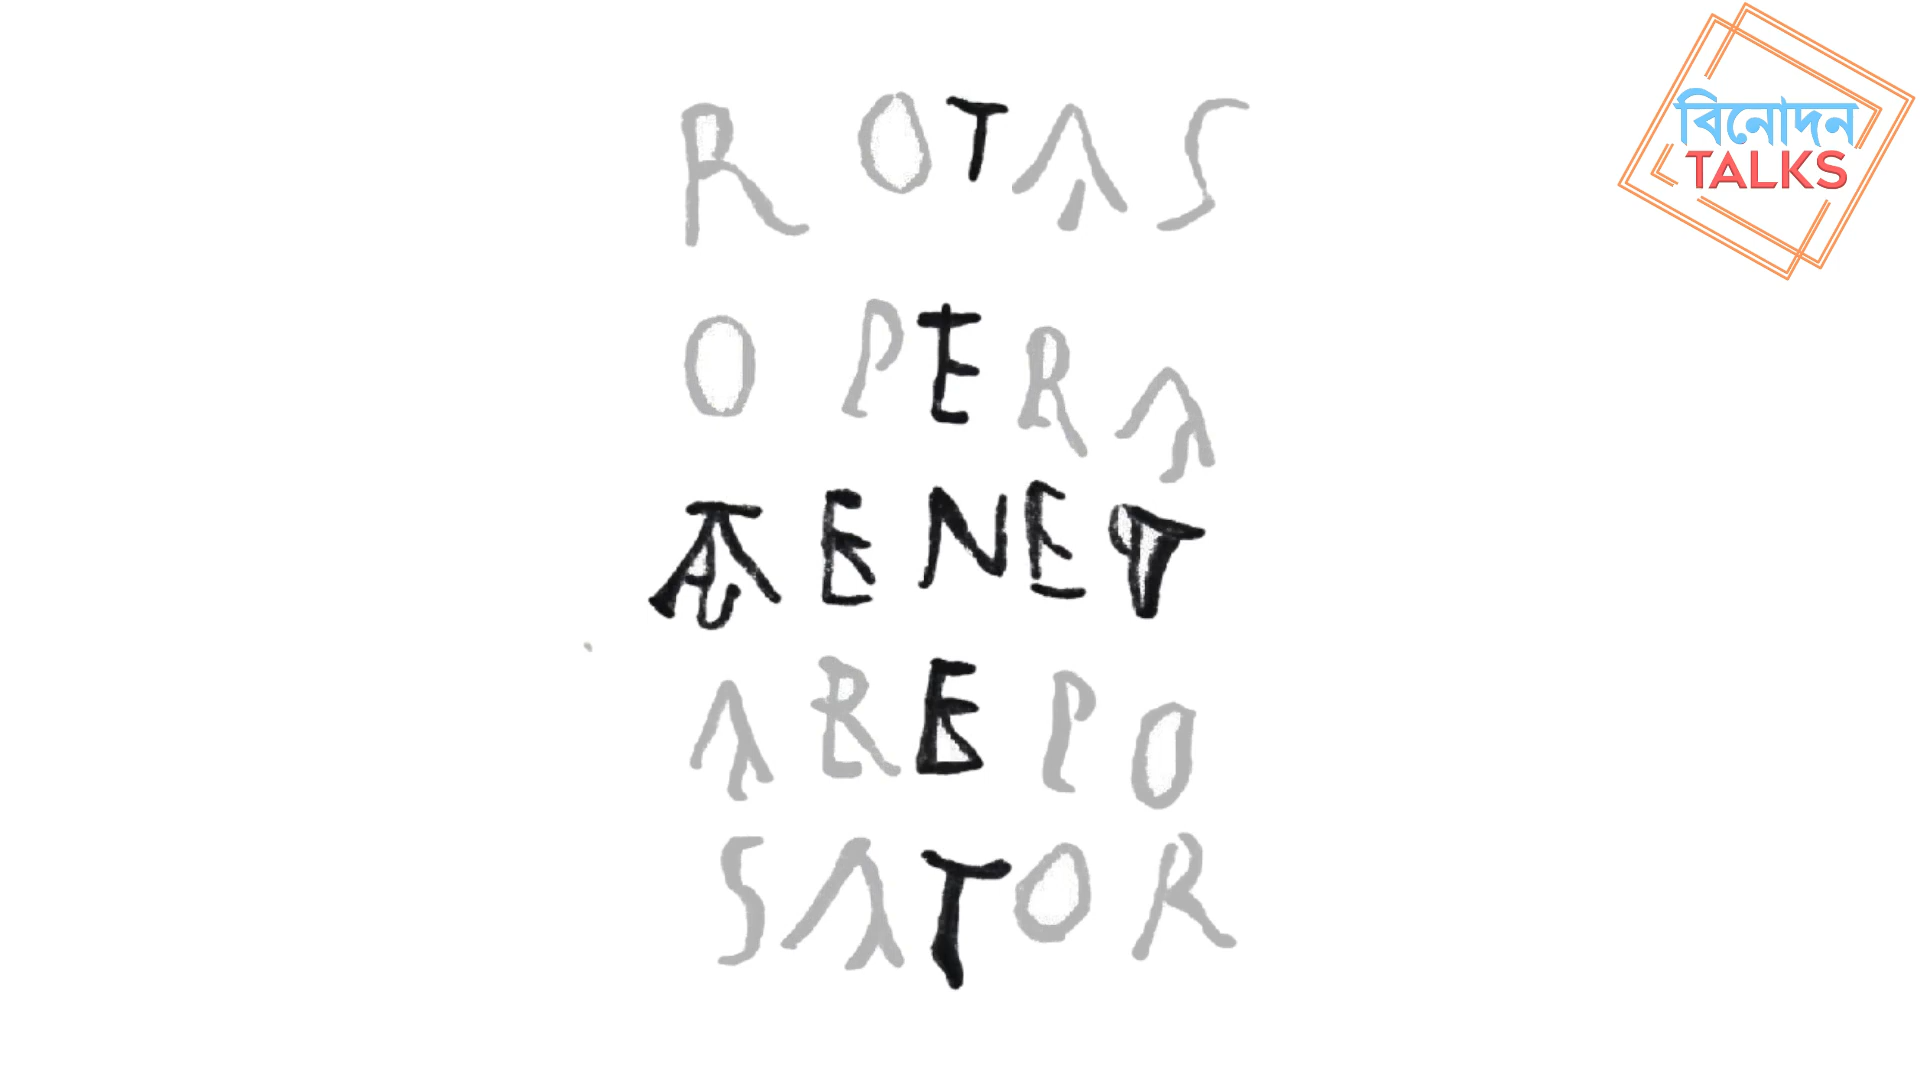 ROTAS
OPERA
TENET
AREPO
SATOR
বিনোদন
TALKS